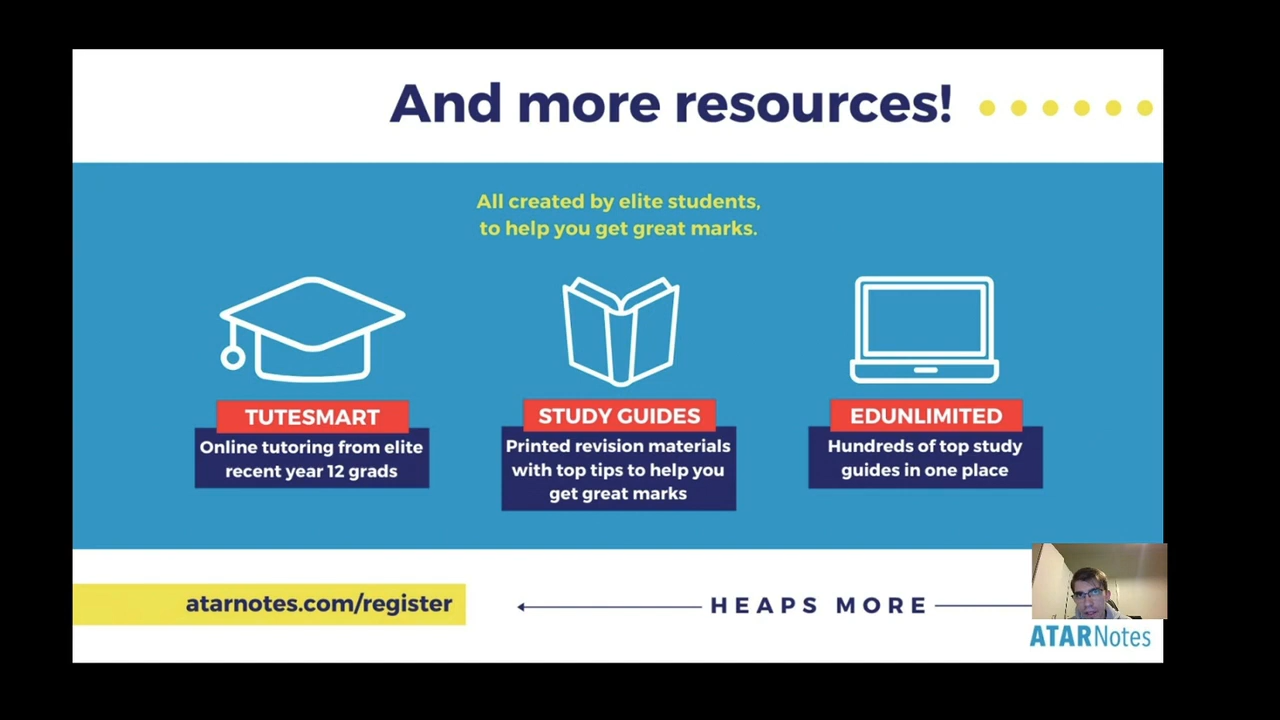 And more resources!
All created by elite students,
to help you get great marks.
TUTESMART
Online tutoring from elite
recent year 12 grads
STUDY GUIDES
Printed revision materials
with top tips to help you
get great marks
EDUNLIMITED
Hundreds of top study
guides in one place
atarnotes.com/register
HEAPS MORE
ATARNotes